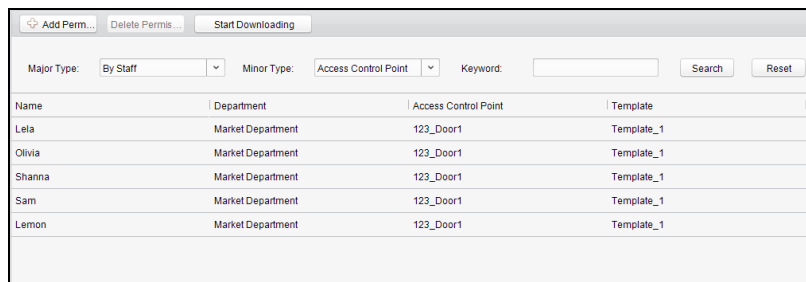 Add Perm... Delete Permis... Start Downloading
Major Type: By Staff Minor Type: Access Control Point Keyword: Search Reset
Name Department Access Control Point Template
Lela Market Department 123_Door1 Template_1
Olivia Market Department 123_Door1 Template_1
Shanna Market Department 123_Door1 Template_1
Sam Market Department 123_Door1 Template_1
Lemon Market Department 123_Door1 Template_1